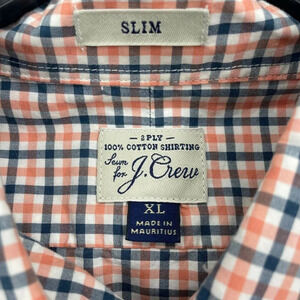 SLIM
2 PLY
100% COTTON SHIRTING
Sewn for J.Crew
XL
MADE IN
MAURITIUS